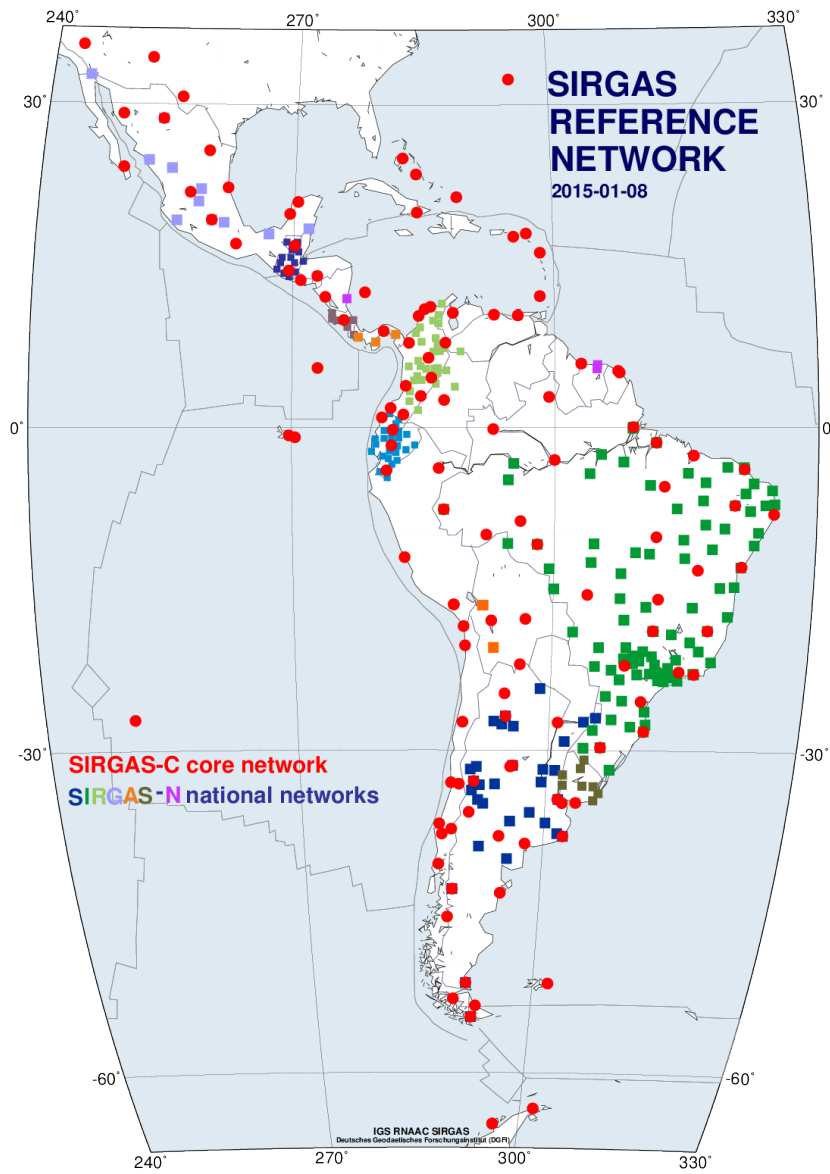 240° 270° 300° 330°
30° 30°
SIRGAS
REFERENCE
NETWORK
2015-01-08
0° 0
-30° -30°
SIRGAS-C core network
SIRGAS-N national networks
-60° -60°
IGS RNAAC SIRGAS
Deutsches Geodaetisches Forschungsinstitut (DGFI)
240° 270° 300° 330°